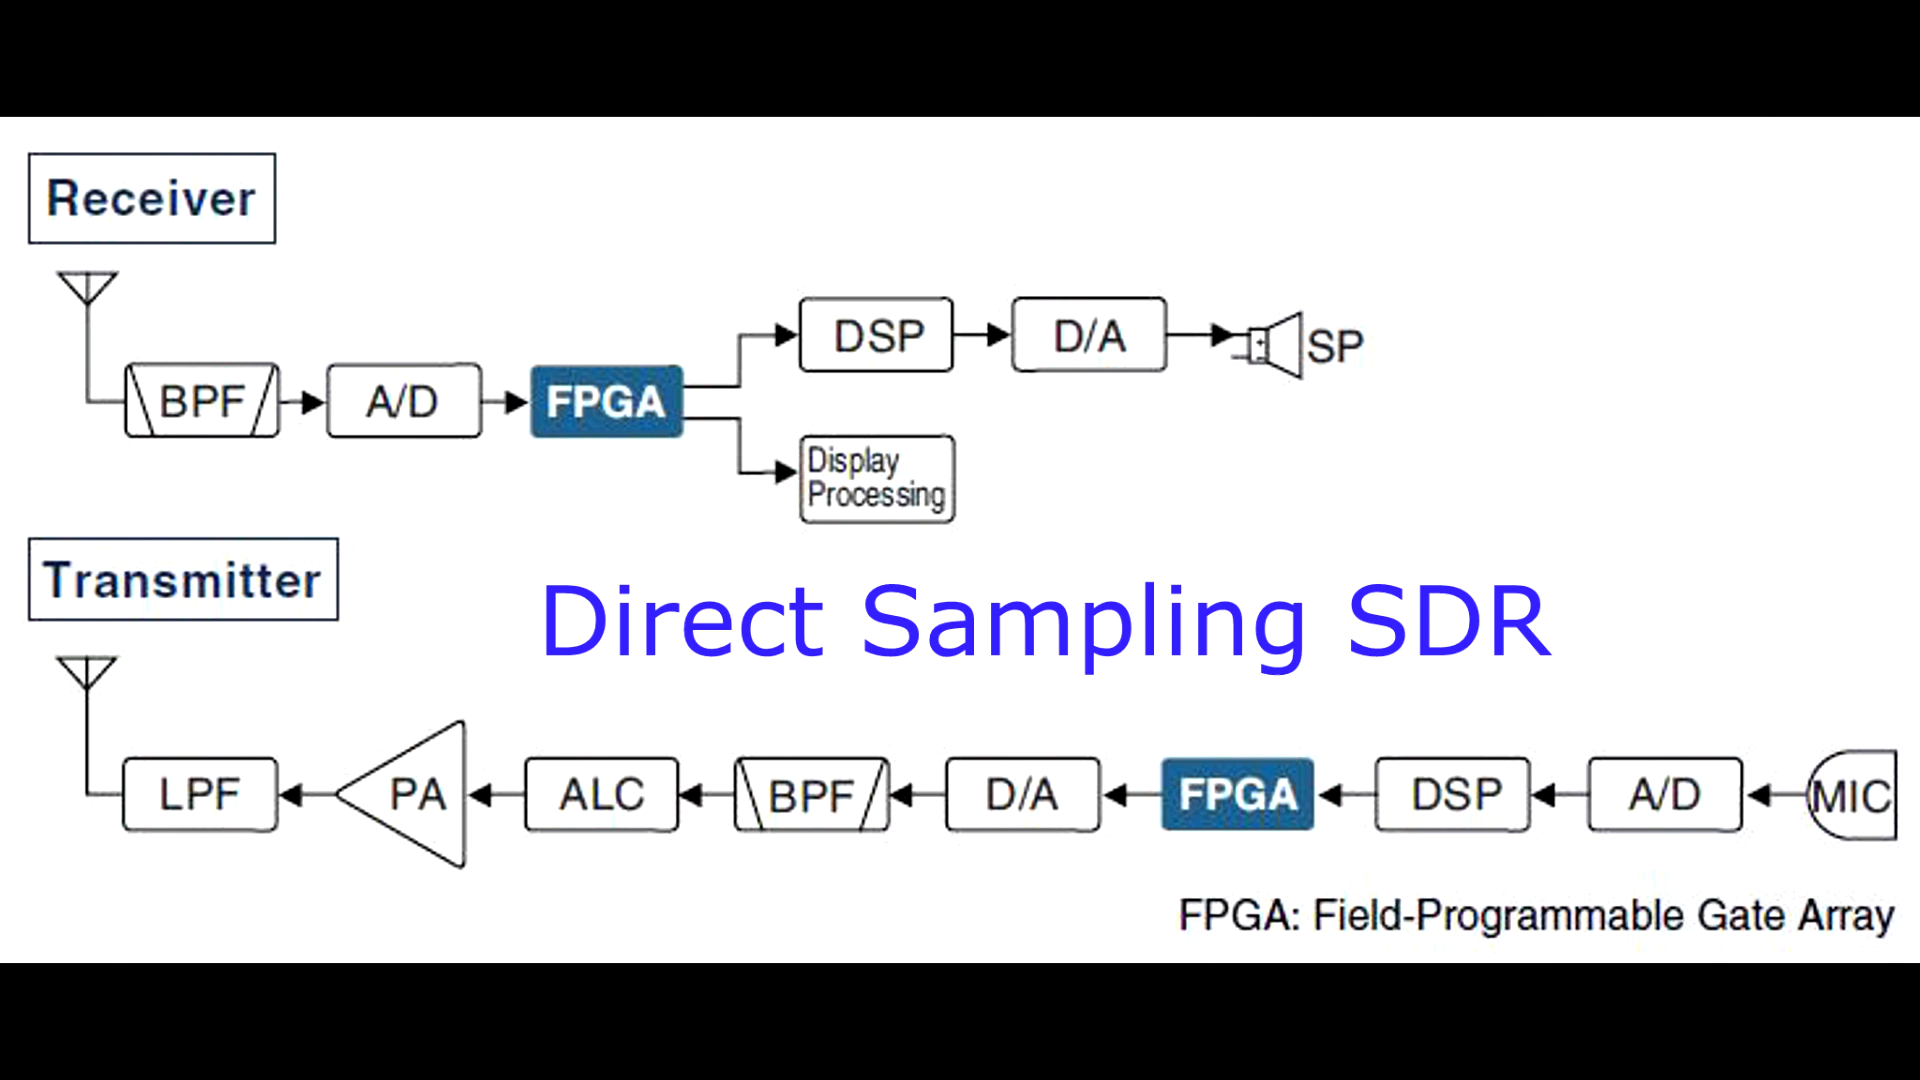 Receiver
BPF
A/D
FPGA
DSP
D/A
SP
Display
Processing
Transmitter
Direct Sampling SDR
LPF
PA
ALC
BPF
D/A
FPGA
DSP
A/D
MIC
FPGA: Field-Programmable Gate Array